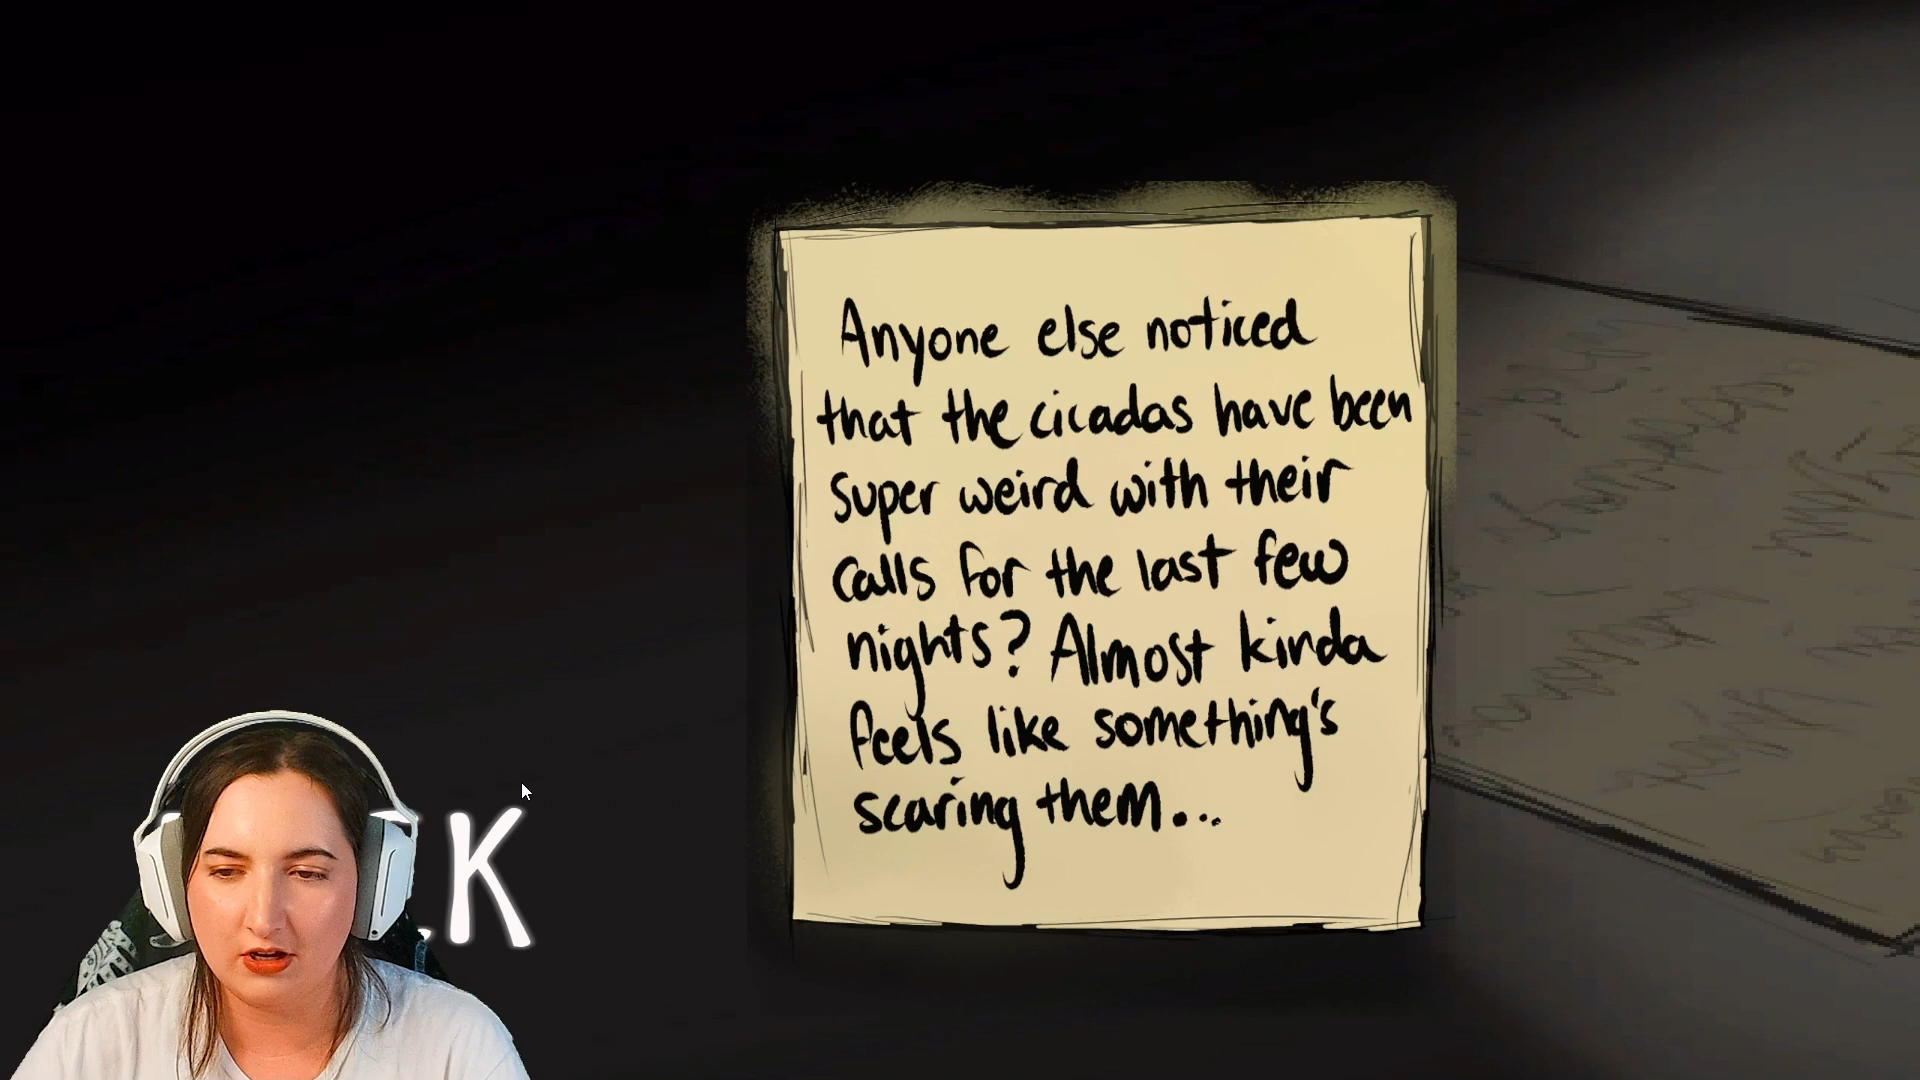 Anyone else noticed
that the cicadas have been
super weird with their
calls for the last few
nights? Almost kinda
feels like something's
scaring them...